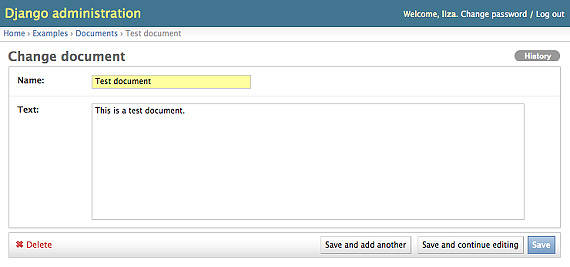 Django administration
Welcome, liza. Change password / Log out
Home › Examples › Documents › Test document
Change document
History
Name: Test document
Text: This is a test document.
Delete Save and add another Save and continue editing Save